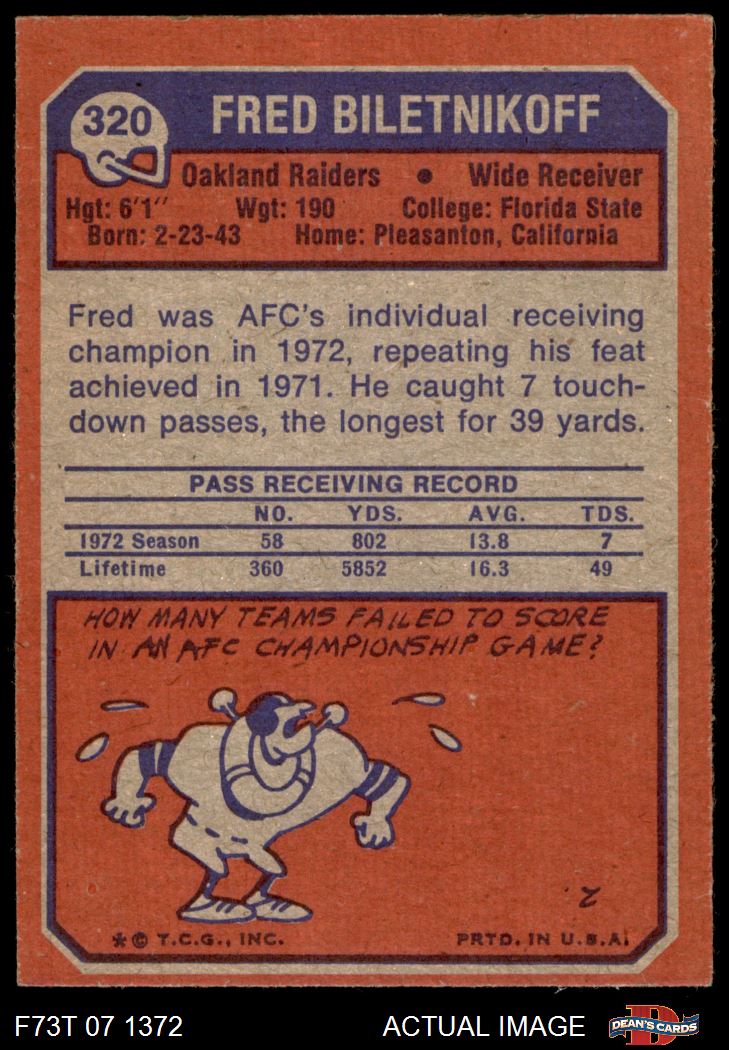 320
FRED BILETNIKOFF
Oakland Raiders • Wide Receiver
Hgt: 6'1" Wgt: 190 College: Florida State
Born: 2-23-43 Home: Pleasanton, California
Fred was AFC's individual receiving
champion in 1972, repeating his feat
achieved in 1971. He caught 7 touch-
down passes, the longest for 39 yards.
PASS RECEIVING RECORD
NO. YDS. AVG. TDS.
1972 Season 58 802 13.8 7
Lifetime 360 5852 16.3 49
HOW MANY TEAMS FAILED TO SCORE
IN AN AFC CHAMPIONSHIP GAME?
2
* © T.C.G., INC. PRTD. IN U.S.A.
F73T 07 1372 ACTUAL IMAGE D DEAN'S CARDS